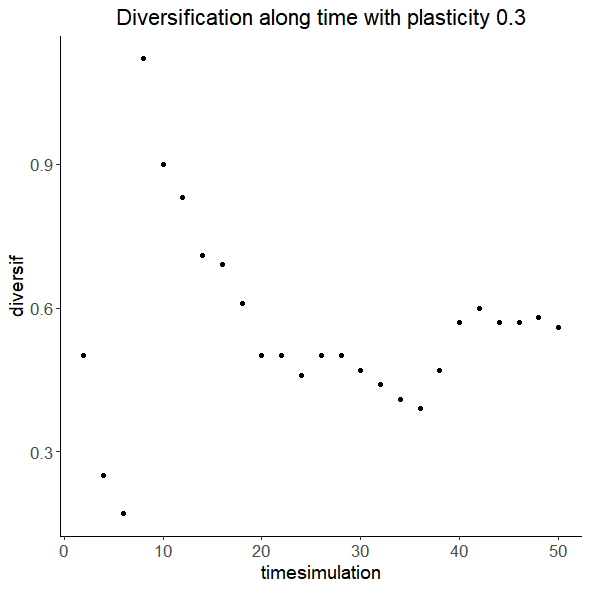 Diversification along time with plasticity 0.3
diversif
0.9
0.6
0.3
0 10 20 30 40 50
timesimulation